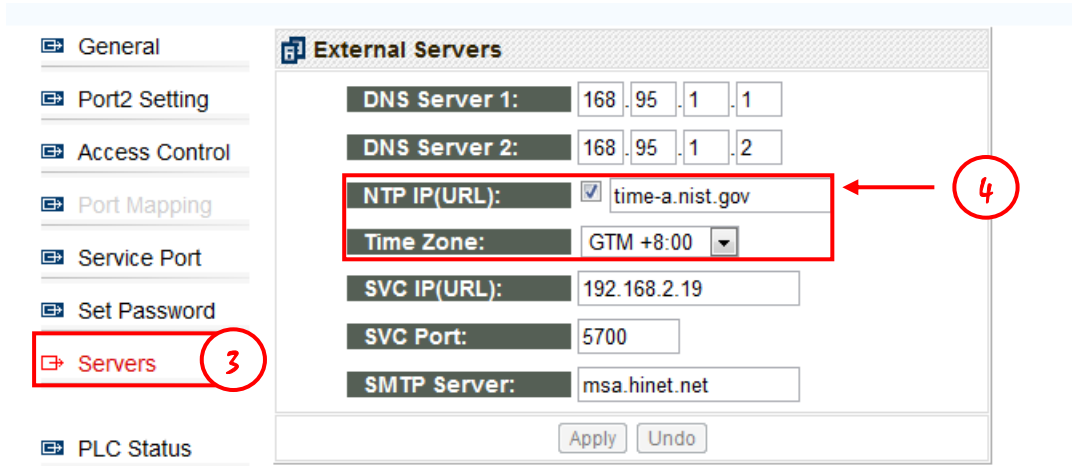 General
Port2 Setting
Access Control
Port Mapping
Service Port
Set Password
Servers
3
PLC Status
External Servers
DNS Server 1: 168 . 95 . 1 . 1
DNS Server 2: 168 . 95 . 1 . 2
NTP IP(URL): time-a.nist.gov
4
Time Zone: GTM +8:00
SVC IP(URL): 192.168.2.19
SVC Port: 5700
SMTP Server: msa.hinet.net
Apply Undo